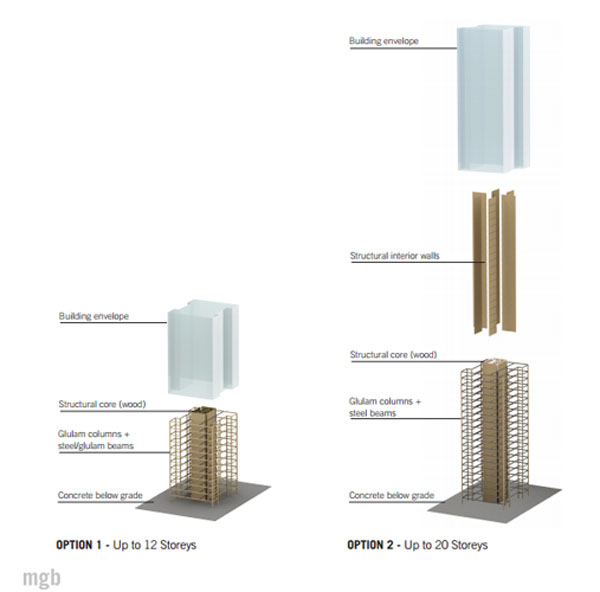 Building envelope
Structural core (wood)
Glulam columns +
steel/glulam beams
Concrete below grade
OPTION 1 - Up to 12 Storeys
Building envelope
Structural interior walls
Structural core (wood)
Glulam columns +
steel beams
Concrete below grade
OPTION 2 - Up to 20 Storeys
mgb